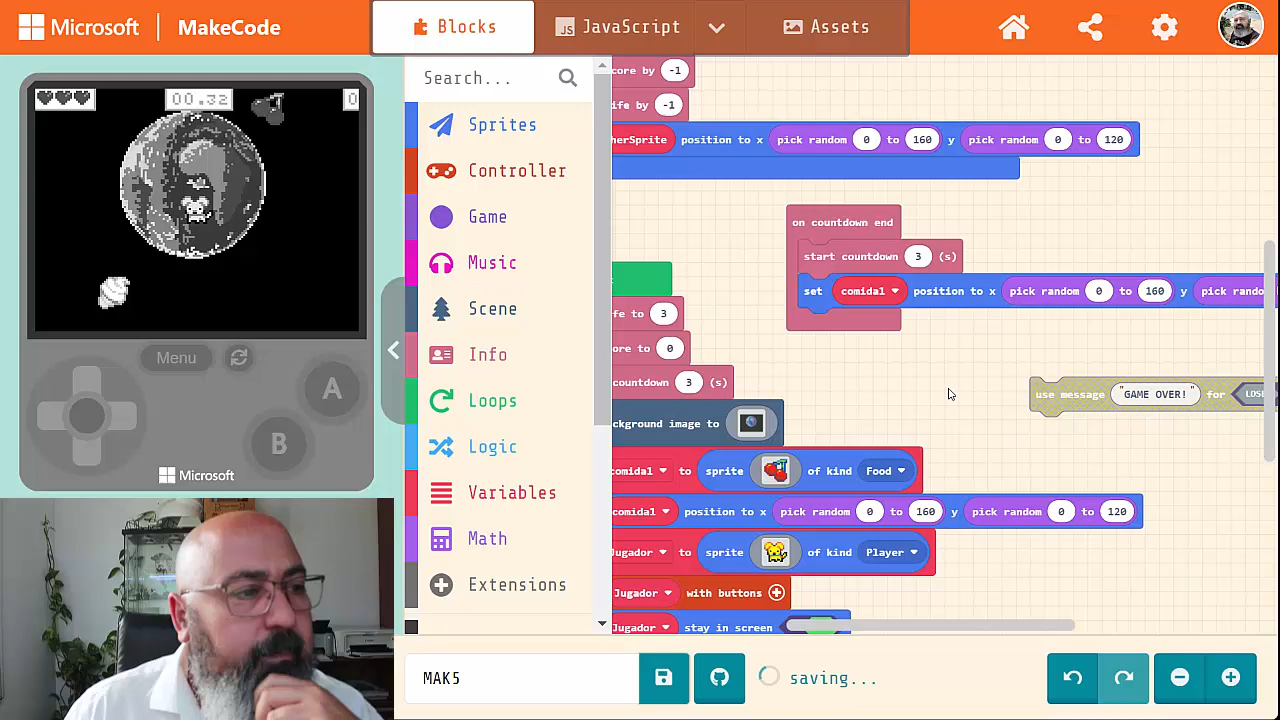 Microsoft MakeCode Blocks JavaScript Assets
00.32 0
Menu
A
B
Microsoft
Search...
Sprites
Controller
Game
Music
Scene
Info
Loops
Logic
Variables
Math
Extensions
core by -1
ife by -1
herSprite position to x pick random 0 to 160 y pick random 0 to 120
on countdown end
start countdown 3 (s)
set comida1 position to x pick random 0 to 160 y pick rando
fe to 3
ore to 0
countdown 3 (s)
use message "GAME OVER!" for LOSE
ckground image to
comida1 to sprite of kind Food
comida1 position to x pick random 0 to 160 y pick random 0 to 120
Jugador to sprite of kind Player
Jugador with buttons
Jugador stay in screen
MAK5 saving...